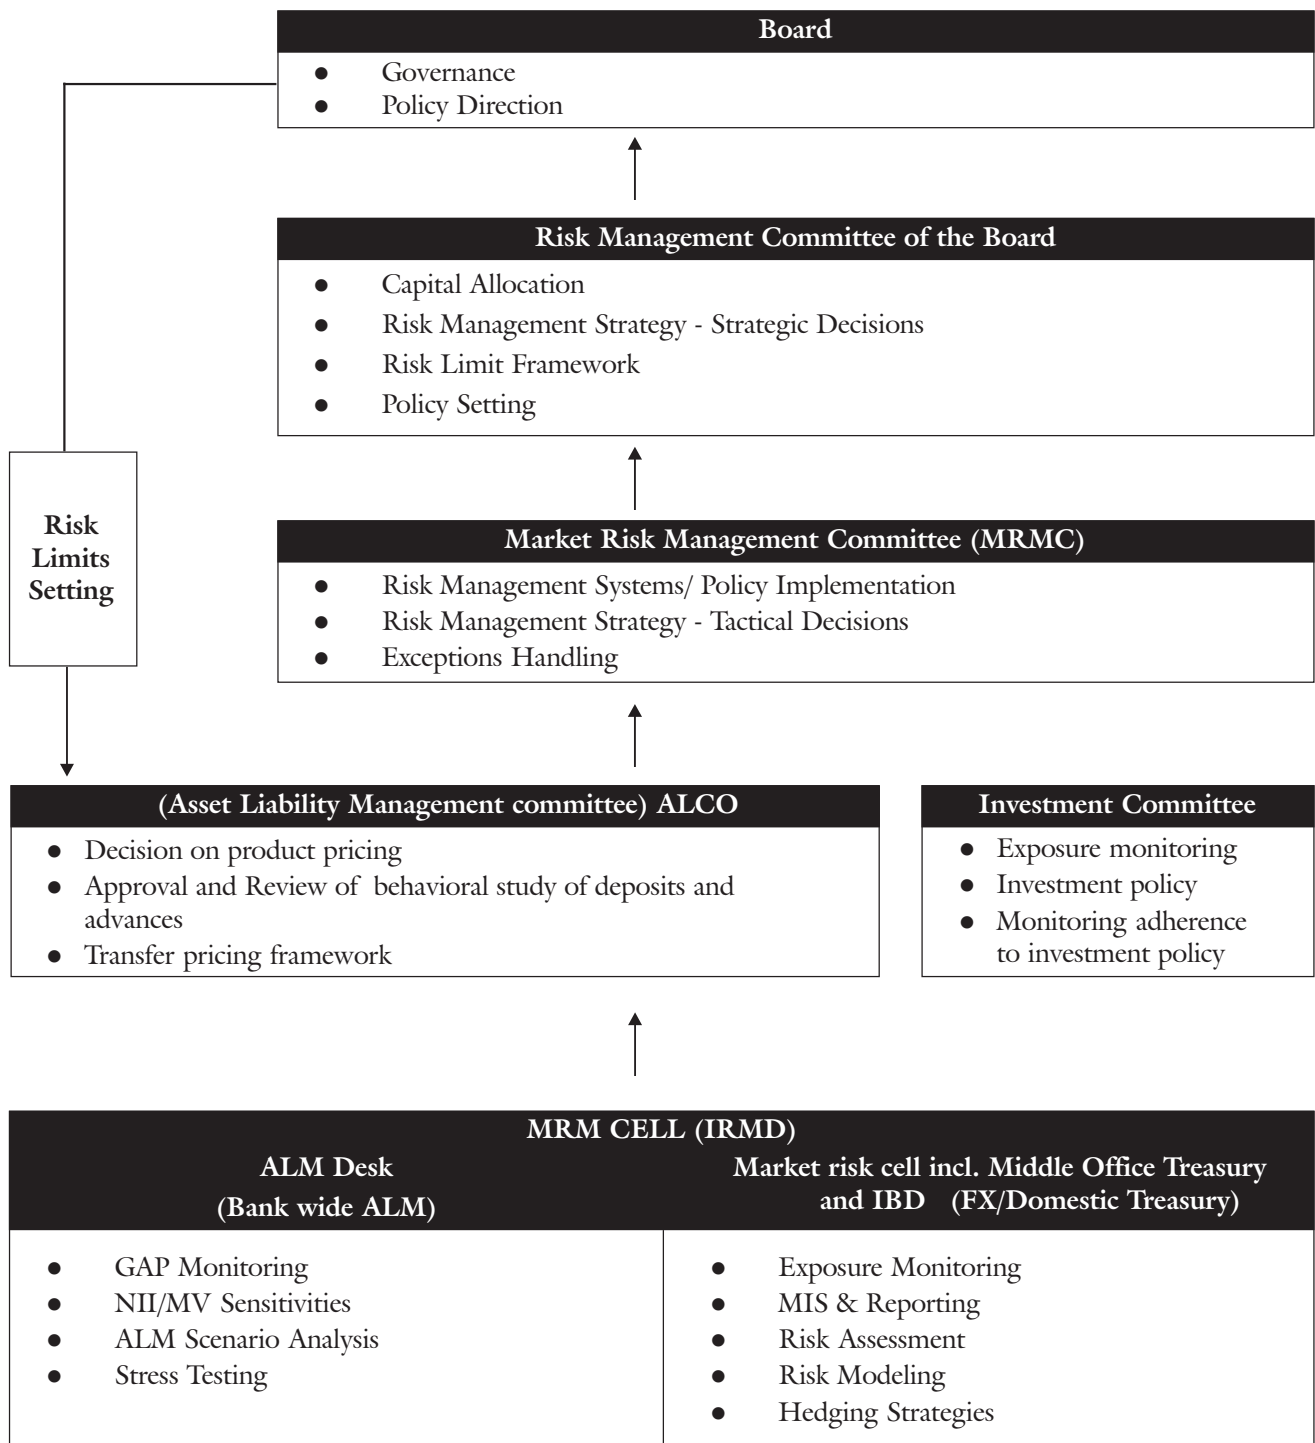 Board
● Governance
● Policy Direction
Risk Management Committee of the Board
● Capital Allocation
● Risk Management Strategy - Strategic Decisions
● Risk Limit Framework
● Policy Setting
Risk
Limits
Setting
Market Risk Management Committee (MRMC)
● Risk Management Systems/ Policy Implementation
● Risk Management Strategy - Tactical Decisions
● Exceptions Handling
(Asset Liability Management committee) ALCO
● Decision on product pricing
● Approval and Review of behavioral study of deposits and
advances
● Transfer pricing framework
Investment Committee
● Exposure monitoring
● Investment policy
● Monitoring adherence
to investment policy
MRM CELL (IRMD)
ALM Desk
(Bank wide ALM)
● GAP Monitoring
● NII/MV Sensitivities
● ALM Scenario Analysis
● Stress Testing
Market risk cell incl. Middle Office Treasury
and IBD (FX/Domestic Treasury)
● Exposure Monitoring
● MIS & Reporting
● Risk Assessment
● Risk Modeling
● Hedging Strategies